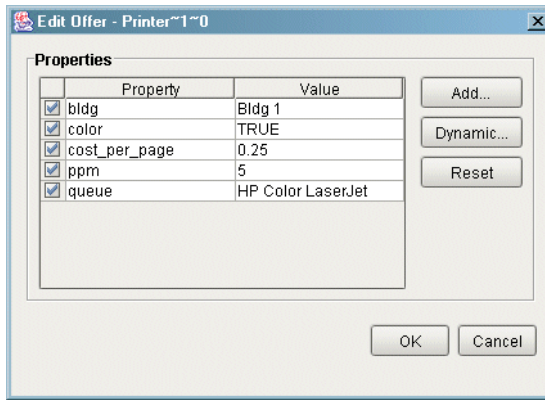 Edit Offer - Printer~1~0
Properties
Property Value
bldg Bldg 1
color TRUE
cost_per_page 0.25
ppm 5
queue HP Color LaserJet
Add...
Dynamic...
Reset
OK Cancel